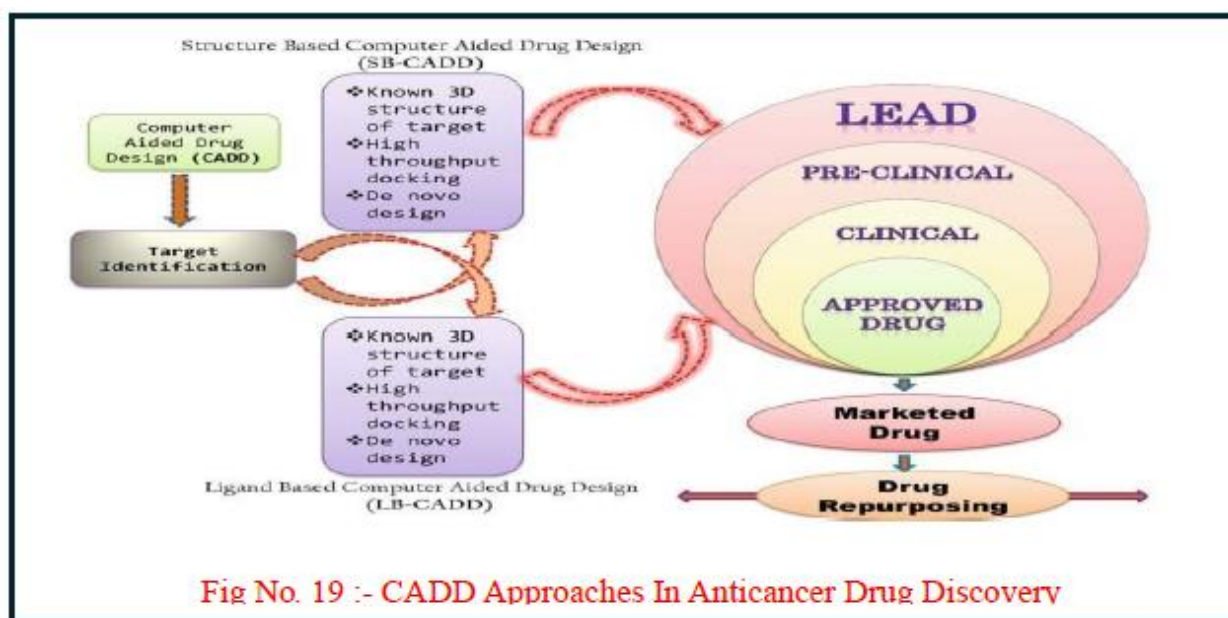 Structure Based Computer Aided Drug Design
(SB-CADD)
Computer
Aided Drug
Design (CADD)
Target
Identification
❖Known 3D
structure
of target
❖High
throughput
docking
❖De novo
design
❖Known 3D
structure
of target
❖High
throughput
docking
❖De novo
design
Ligand Based Computer Aided Drug Design
(LB-CADD)
LEAD
PRE-CLINICAL
CLINICAL
APPROVED
DRUG
Marketed
Drug
Drug
Repurposing
Fig No. 19 :- CADD Approaches In Anticancer Drug Discovery